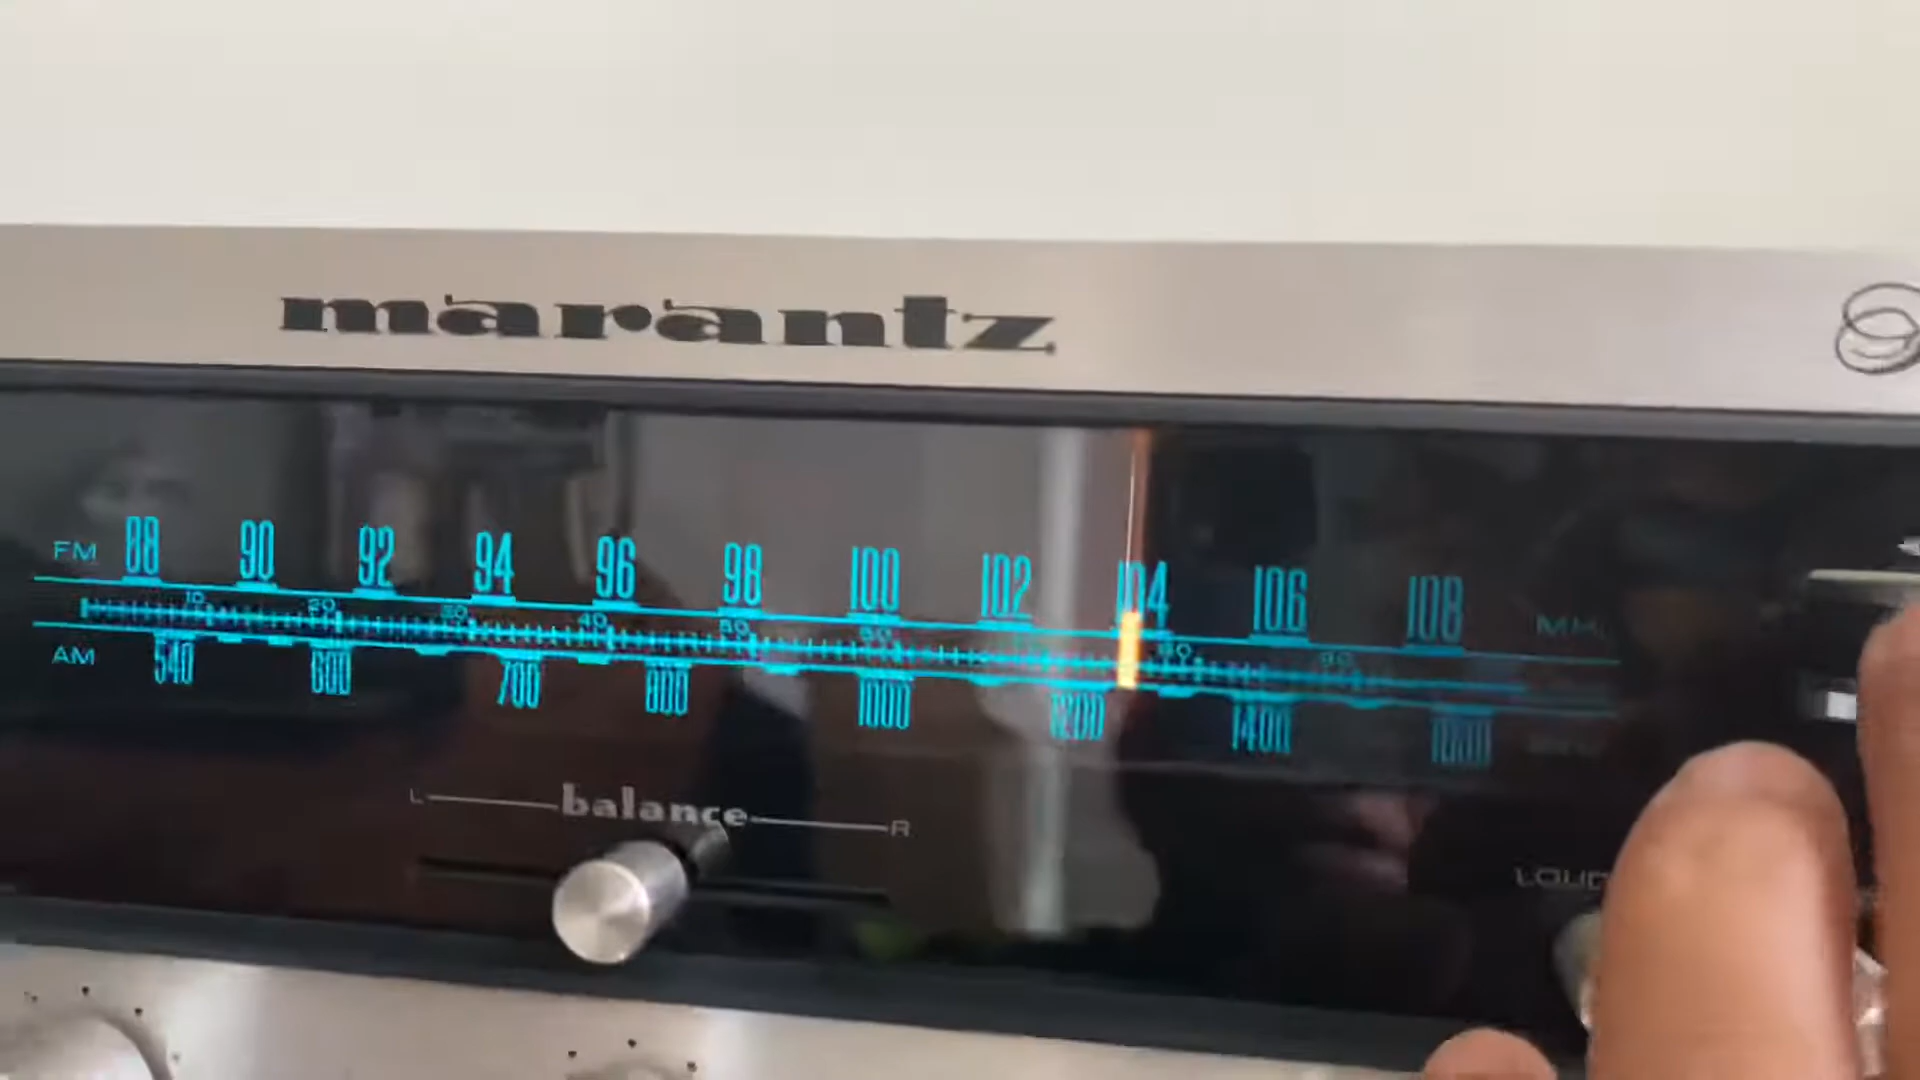 marantz
FM 88 90 92 94 96 98 100 102 104 106 108 MHz
10 20 30 40 50 60 80 90
AM 540 600 700 800 1000 1200 1400 1600
L balance R